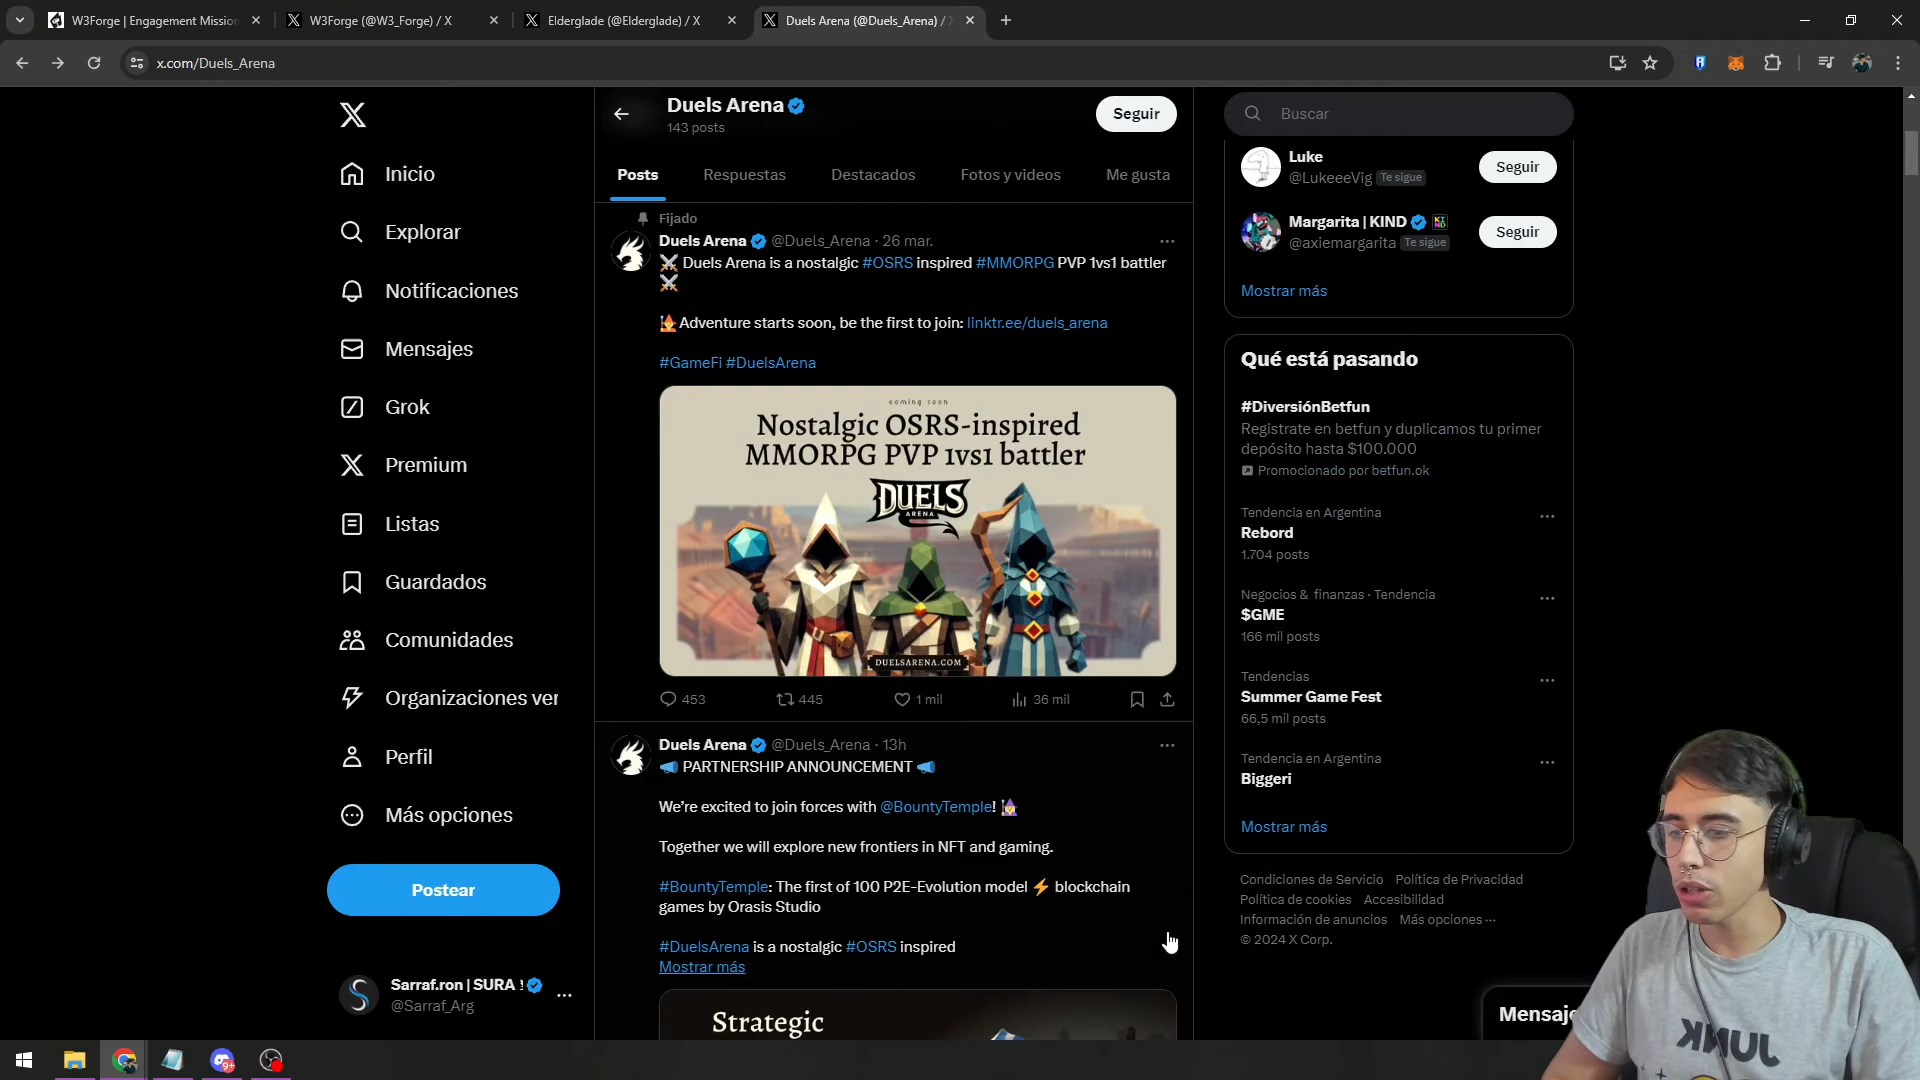 W3Forge | Engagement Mission
W3Forge (@W3_Forge) / X
Elderglade (@Elderglade) / X
Duels Arena (@Duels_Arena) / X
x.com/Duels_Arena
Inicio
Explorar
Notificaciones
Mensajes
Grok
Premium
Listas
Guardados
Comunidades
Organizaciones ver
Perfil
Más opciones
Postear
Sarraf.ron | SURA
@Sarraf_Arg
Duels Arena
143 posts
Seguir
Posts
Respuestas
Destacados
Fotos y videos
Me gusta
Fijado
Duels Arena @Duels_Arena · 26 mar.
⚔️ Duels Arena is a nostalgic #OSRS inspired #MMORPG PVP 1vs1 battler
⚔️
Adventure starts soon, be the first to join: linktr.ee/duels_arena
#GameFi #DuelsArena
coming soon
Nostalgic OSRS-inspired
MMORPG PVP 1vs1 battler
DUELS
ARENA
DUELSARENA.COM
453
445
1 mil
36 mil
Duels Arena @Duels_Arena · 13h
📣 PARTNERSHIP ANNOUNCEMENT 📣
We’re excited to join forces with @BountyTemple!
Together we will explore new frontiers in NFT and gaming.
#BountyTemple: The first of 100 P2E-Evolution model ⚡ blockchain
games by Orasis Studio
#DuelsArena is a nostalgic #OSRS inspired
Mostrar más
Strategic
Buscar
Luke
@LukeeeVig Te sigue
Seguir
Margarita | KIND
@axiemargarita Te sigue
Seguir
Mostrar más
Qué está pasando
#DiversiónBetfun
Registrate en betfun y duplicamos tu primer
depósito hasta $100.000
Promocionado por betfun.ok
Tendencia en Argentina
Rebord
1.704 posts
Negocios & finanzas · Tendencia
$GME
166 mil posts
Tendencias
Summer Game Fest
66,5 mil posts
Tendencia en Argentina
Biggeri
Mostrar más
Condiciones de Servicio Política de Privacidad
Política de cookies Accesibilidad
Información de anuncios Más opciones ···
© 2024 X Corp.
Mensaje
9+